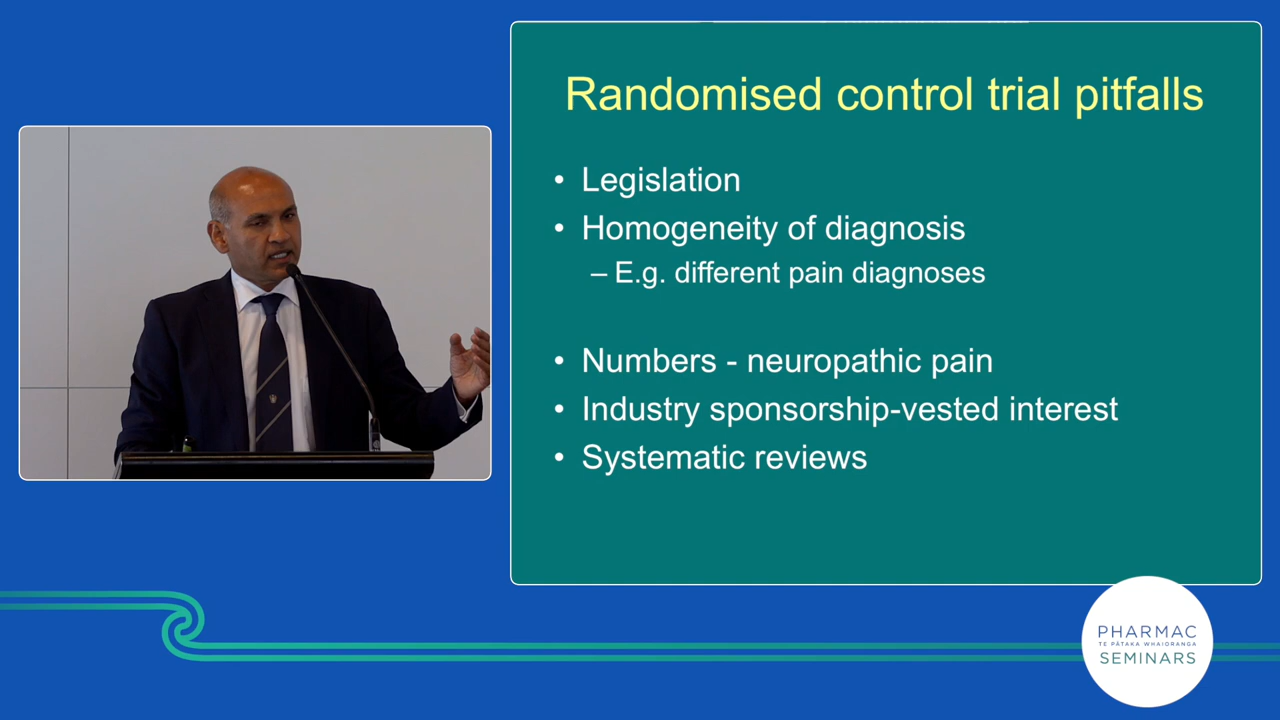 Randomised control trial pitfalls
• Legislation
• Homogeneity of diagnosis
– E.g. different pain diagnoses
• Numbers - neuropathic pain
• Industry sponsorship-vested interest
• Systematic reviews
PHARMAC
TE PĀTAKA WHAIORANGA
SEMINARS